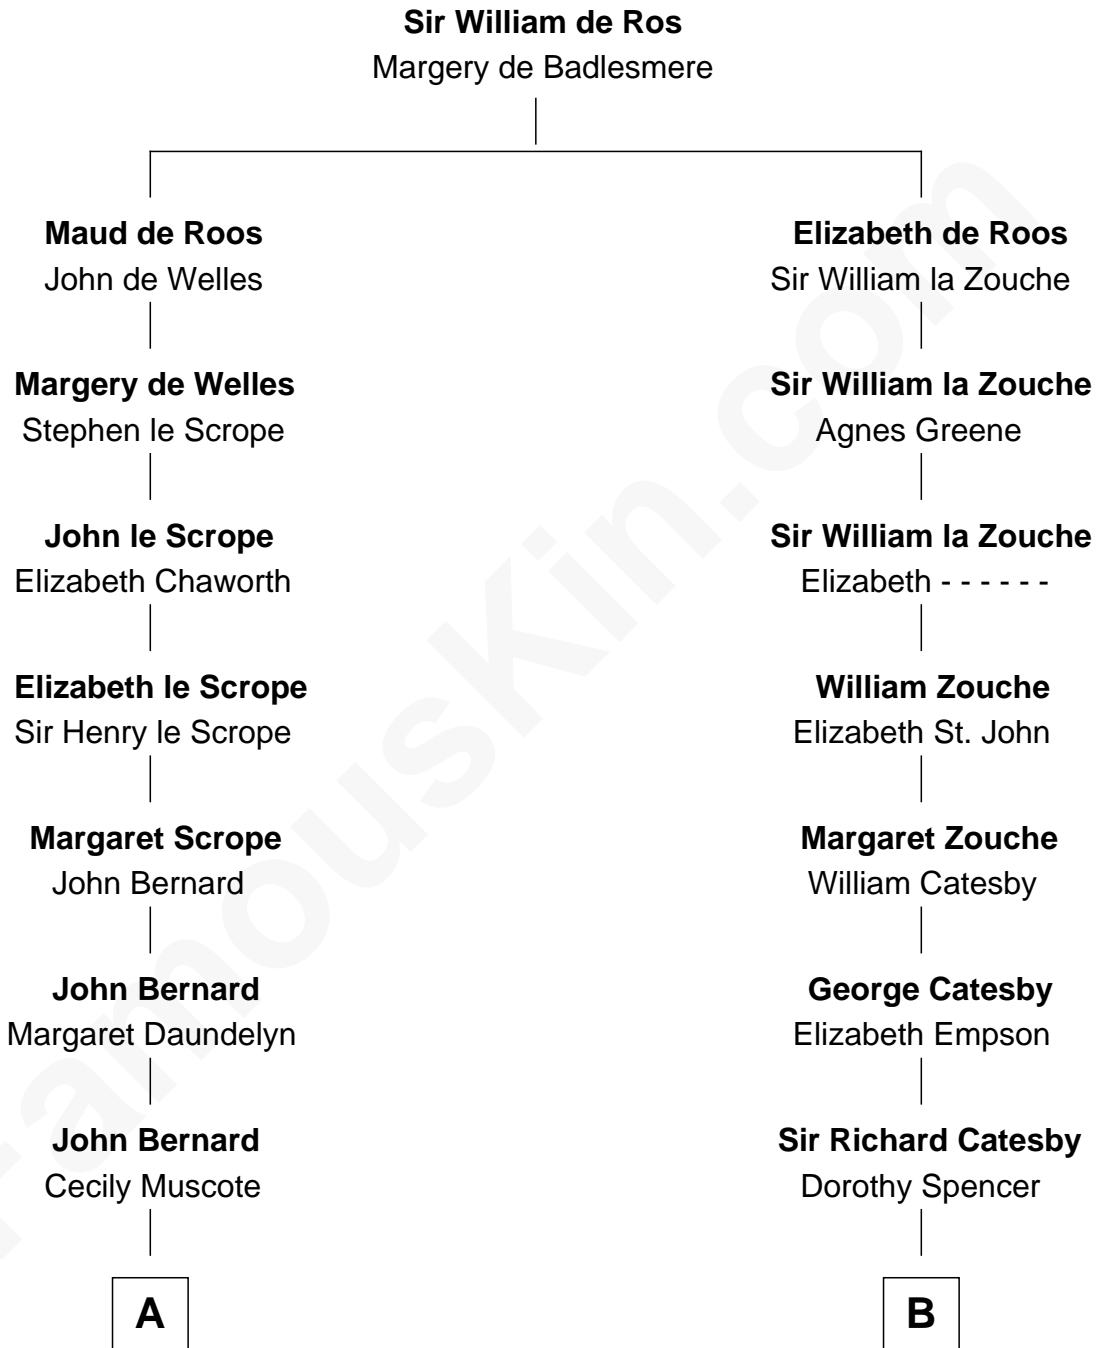 Sir William de Ros
Margery de Badlesmere
Maud de Roos
John de Welles
Elizabeth de Roos
Sir William la Zouche
Margery de Welles
Stephen le Scrope
Sir William la Zouche
Agnes Greene
John le Scrope
Elizabeth Chaworth
Sir William la Zouche
Elizabeth - - - - - -
Elizabeth le Scrope
Sir Henry le Scrope
William Zouche
Elizabeth St. John
Margaret Scrope
John Bernard
Margaret Zouche
William Catesby
John Bernard
Margaret Daundelyn
George Catesby
Elizabeth Empson
John Bernard
Cecily Muscote
Sir Richard Catesby
Dorothy Spencer
A
B
FamousKin.com